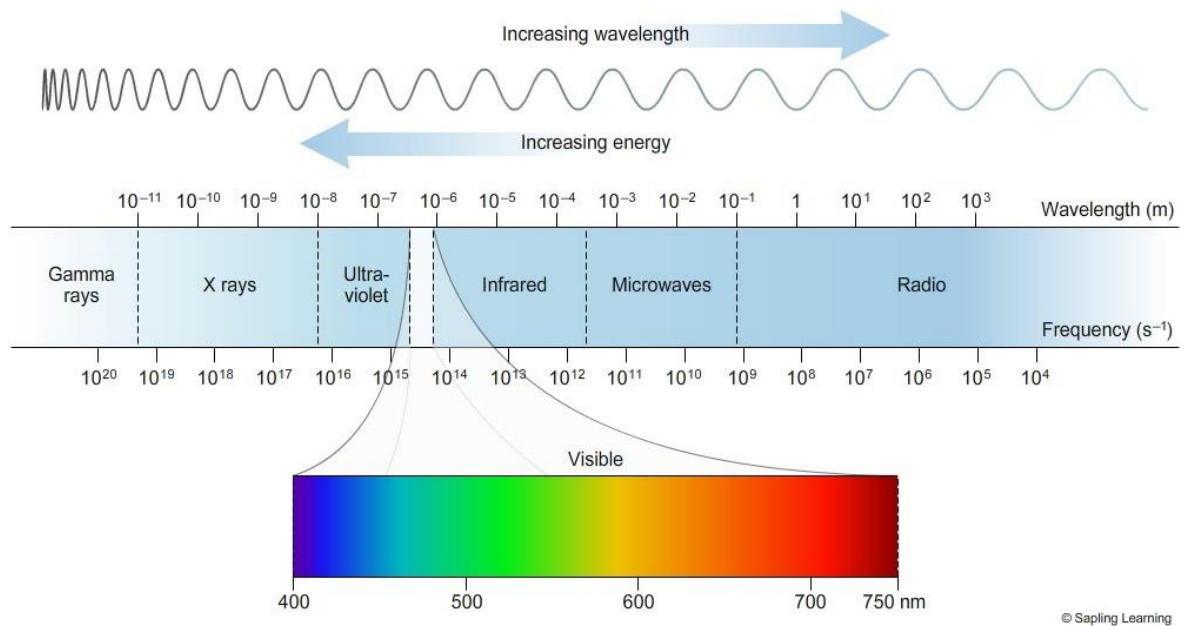 Increasing wavelength
Increasing energy
10⁻¹¹ 10⁻¹⁰ 10⁻⁹ 10⁻⁸ 10⁻⁷ 10⁻⁶ 10⁻⁵ 10⁻⁴ 10⁻³ 10⁻² 10⁻¹ 1 10¹ 10² 10³ Wavelength (m)
Gamma
rays
X rays
Ultra-
violet
Infrared
Microwaves
Radio
Frequency (s⁻¹)
10²⁰ 10¹⁹ 10¹⁸ 10¹⁷ 10¹⁶ 10¹⁵ 10¹⁴ 10¹³ 10¹² 10¹¹ 10¹⁰ 10⁹ 10⁸ 10⁷ 10⁶ 10⁵ 10⁴
Visible
400 500 600 700 750 nm
© Sapling Learning